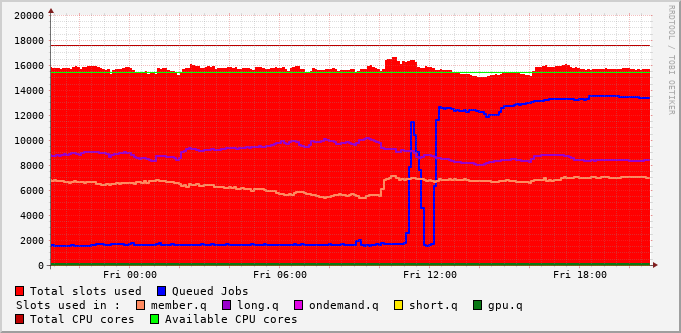 20000
18000
16000
14000
12000
10000
8000
6000
4000
2000
0
Fri 00:00 Fri 06:00 Fri 12:00 Fri 18:00
Total slots used Queued Jobs
Slots used in : member.q long.q ondemand.q short.q gpu.q
Total CPU cores Available CPU cores
RRDTOOL / TOBI OETIKER